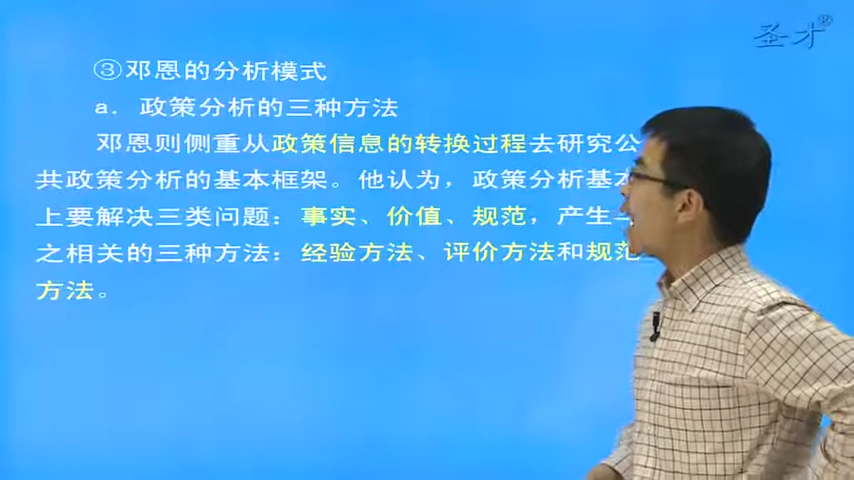 圣才®
③邓恩的分析模式
a. 政策分析的三种方法
邓恩则侧重从政策信息的转换过程去研究公
共政策分析的基本框架。他认为，政策分析基本
上要解决三类问题：事实、价值、规范，产生与
之相关的三种方法：经验方法、评价方法和规范
方法。